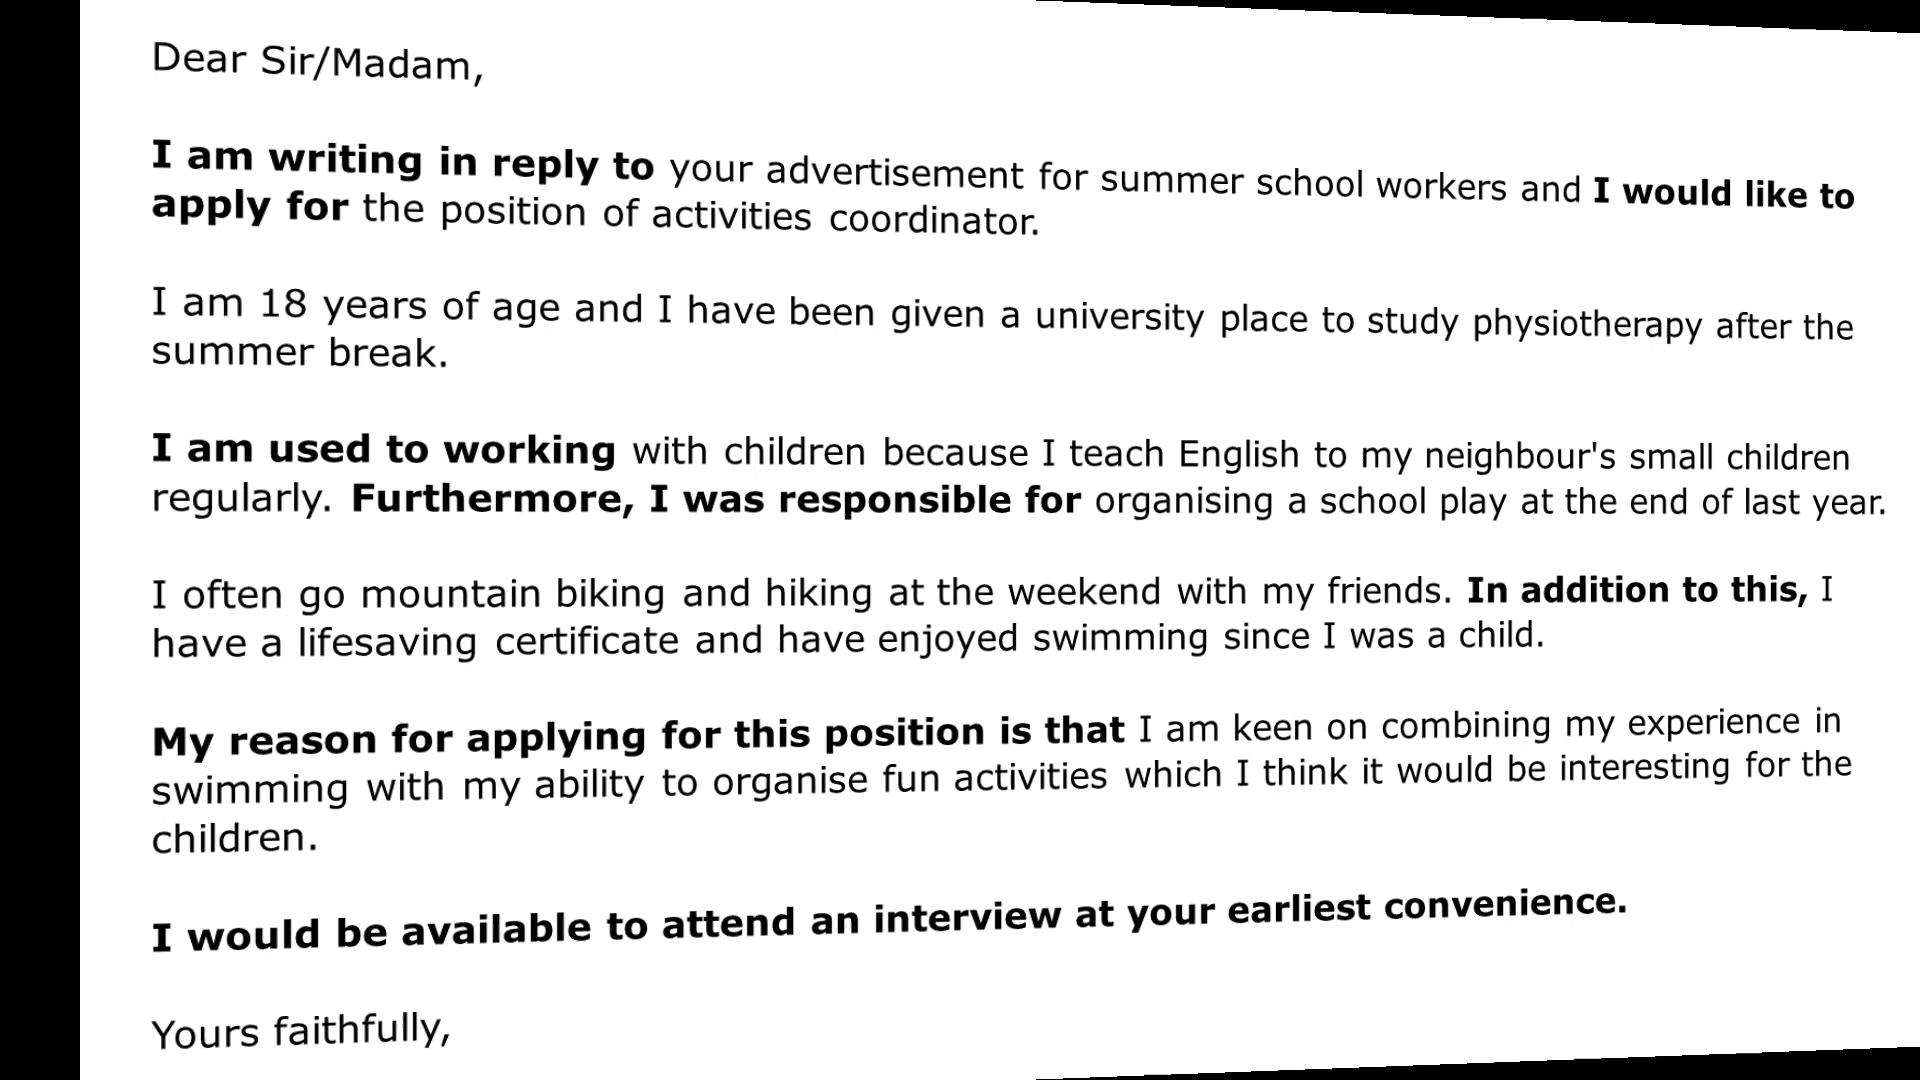 Dear Sir/Madam,
I am writing in reply to your advertisement for summer school workers and I would like to
apply for the position of activities coordinator.
I am 18 years of age and I have been given a university place to study physiotherapy after the
summer break.
I am used to working with children because I teach English to my neighbour's small children
regularly. Furthermore, I was responsible for organising a school play at the end of last year.
I often go mountain biking and hiking at the weekend with my friends. In addition to this, I
have a lifesaving certificate and have enjoyed swimming since I was a child.
My reason for applying for this position is that I am keen on combining my experience in
swimming with my ability to organise fun activities which I think it would be interesting for the
children.
I would be available to attend an interview at your earliest convenience.
Yours faithfully,